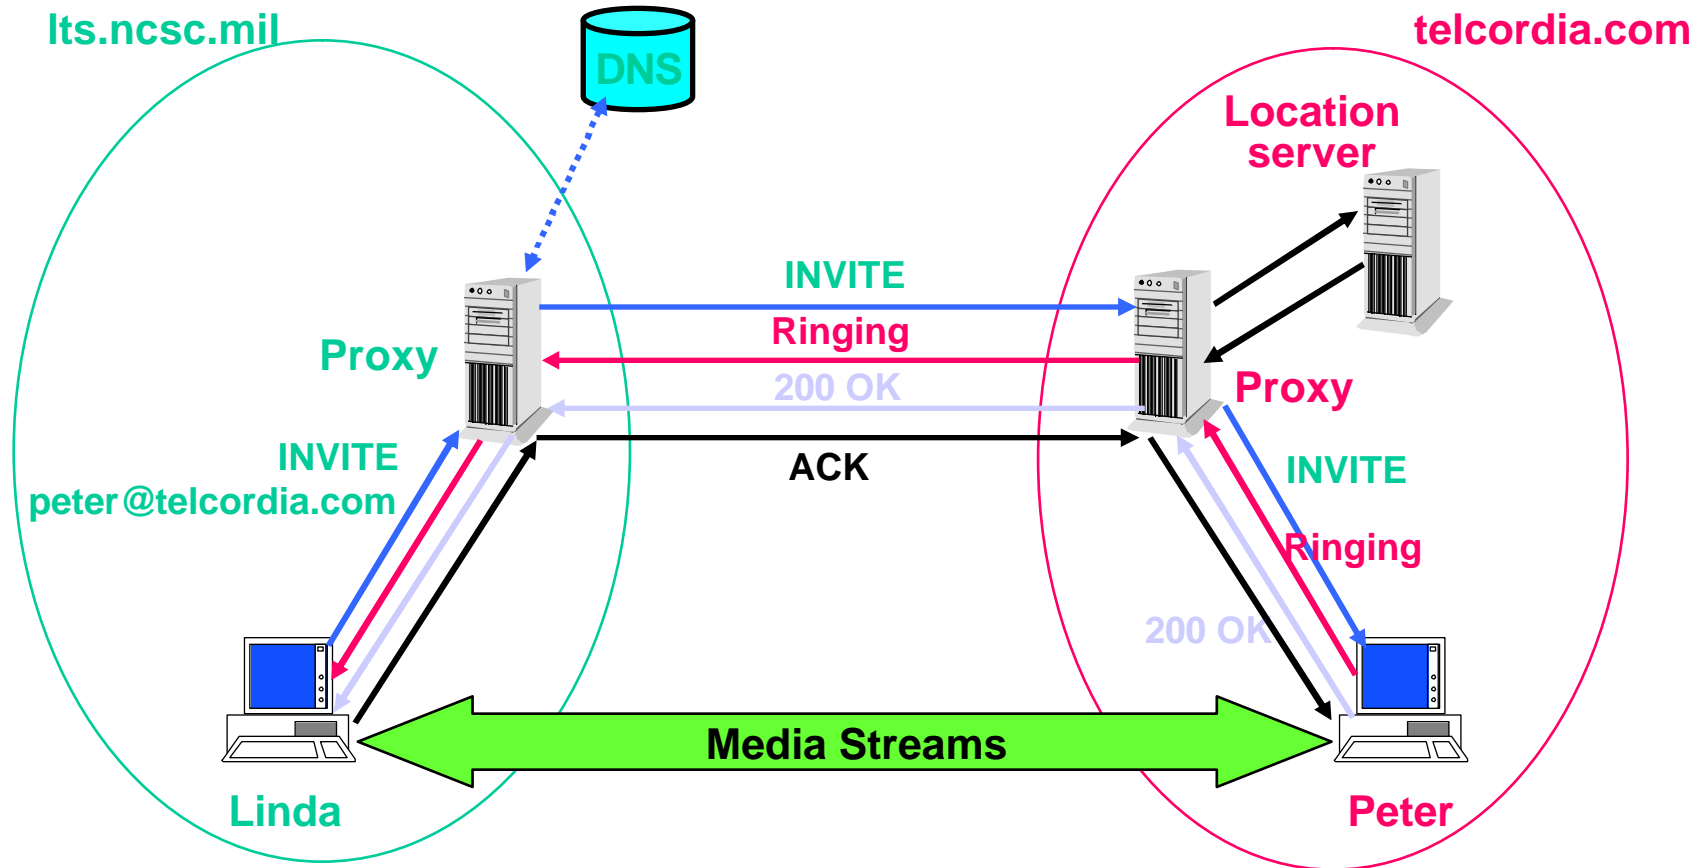 lts.ncsc.mil
telcordia.com
DNS
Location
server
INVITE
Ringing
Proxy
200 OK
Proxy
ACK
INVITE
peter@telcordia.com
INVITE
Ringing
200 OK
Media Streams
Linda
Peter